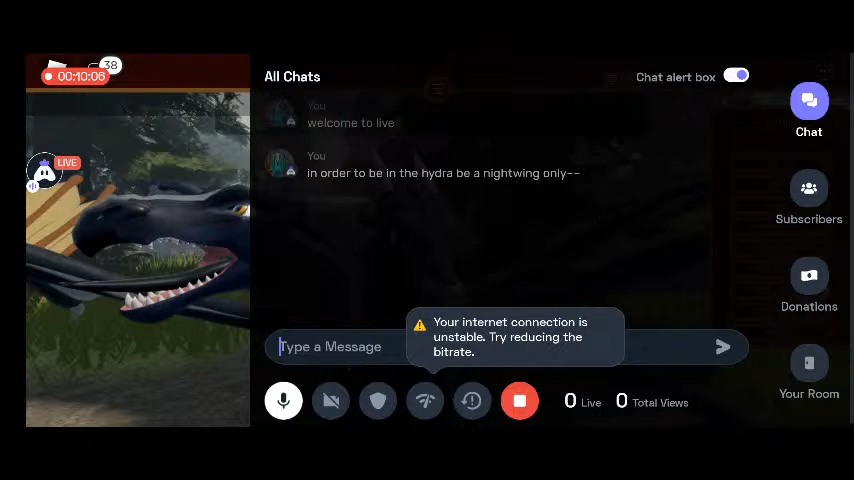 38
00:10:06
All Chats
Chat alert box
You
welcome to live
LIVE
You
in order to be in the hydra be a nightwing only--
Chat
Subscribers
Donations
Your Room
Your internet connection is
unstable. Try reducing the
bitrate.
Type a Message
0 Live 0 Total Views